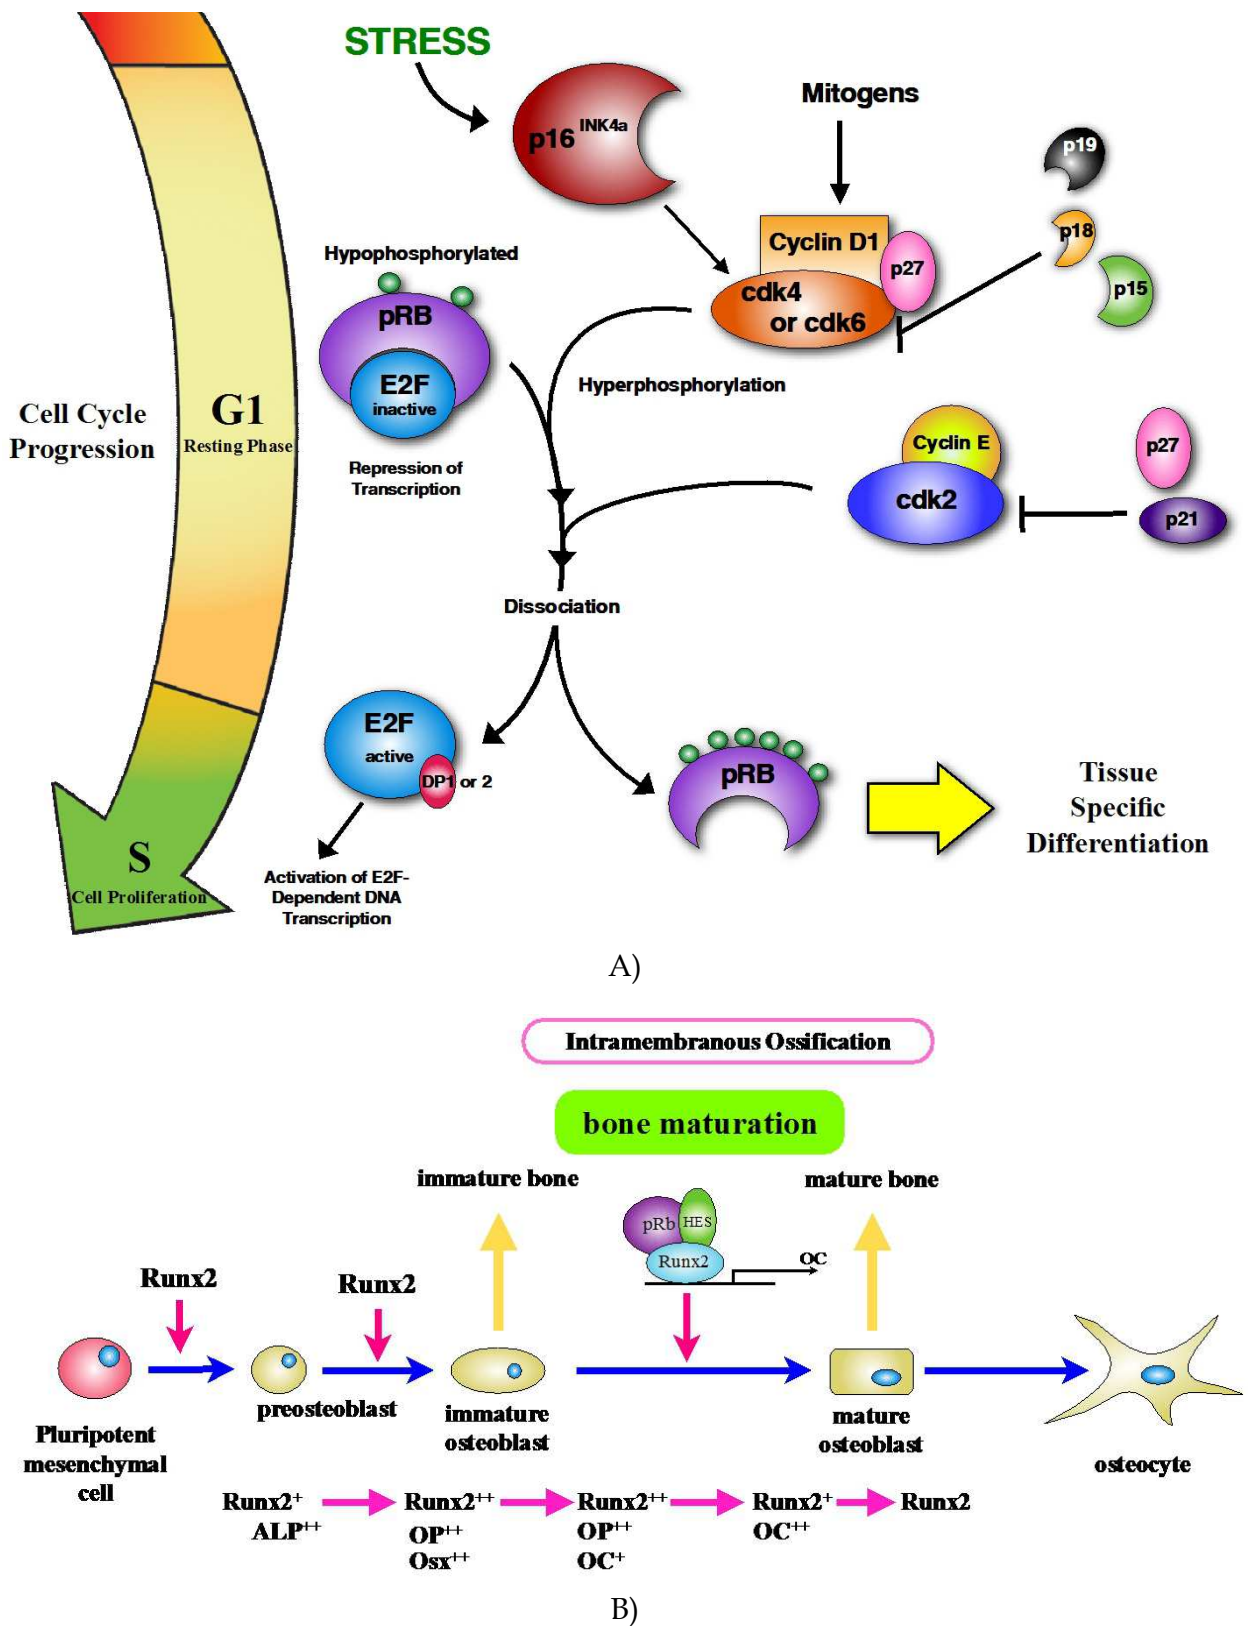 STRESS
p16 INK4a
Mitogens
p19
p18
p15
Cyclin D1
p27
cdk4
or cdk6
Hypophosphorylated
pRB
E2F
inactive
Repression of
Transcription
Hyperphosphorylation
Cell Cycle
Progression
G1
Resting Phase
Cyclin E
cdk2
p27
p21
Dissociation
E2F
active
DP1 or 2
pRB
Tissue
Specific
Differentiation
S
Cell Proliferation
Activation of E2F-
Dependent DNA
Transcription
A)
Intramembranous Ossification
bone maturation
immature bone
mature bone
pRb
HES
Runx2
OC
Runx2
Runx2
Pluripotent
mesenchymal
cell
preosteoblast
immature
osteoblast
mature
osteoblast
osteocyte
Runx2⁺
ALP⁺⁺
Runx2⁺⁺
OP⁺⁺
Osx⁺⁺
Runx2⁺⁺
OP⁺⁺
OC⁺
Runx2⁺
OC⁺⁺
Runx2
B)